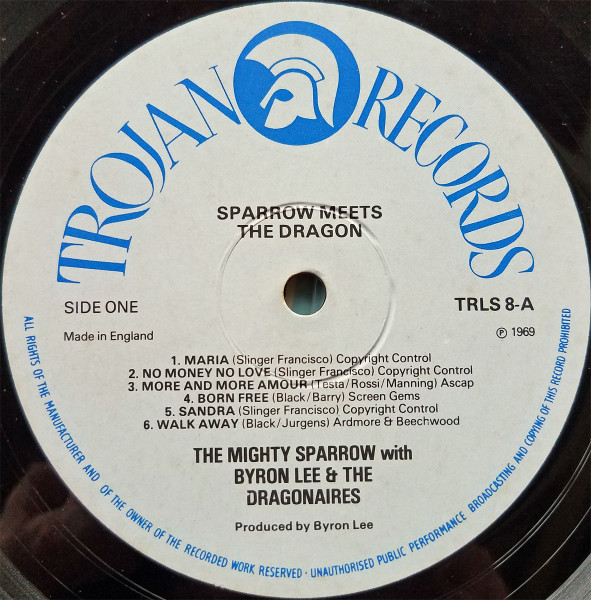 TROJAN RECORDS
SPARROW MEETS
THE DRAGON
SIDE ONE
TRLS 8-A
Made in England
℗ 1969
1. MARIA (Slinger Francisco) Copyright Control
2. NO MONEY NO LOVE (Slinger Francisco) Copyright Control
3. MORE AND MORE AMOUR (Testa/Rossi/Manning) Ascap
4. BORN FREE (Black/Barry) Screen Gems
5. SANDRA (Slinger Francisco) Copyright Control
6. WALK AWAY (Black/Jurgens) Ardmore & Beechwood
THE MIGHTY SPARROW with
BYRON LEE & THE
DRAGONAIRES
Produced by Byron Lee
ALL RIGHTS OF THE MANUFACTURER AND OF THE OWNER OF THE RECORDED WORK RESERVED · UNAUTHORISED PUBLIC PERFORMANCE BROADCASTING AND COPYING OF THIS RECORD PROHIBITED